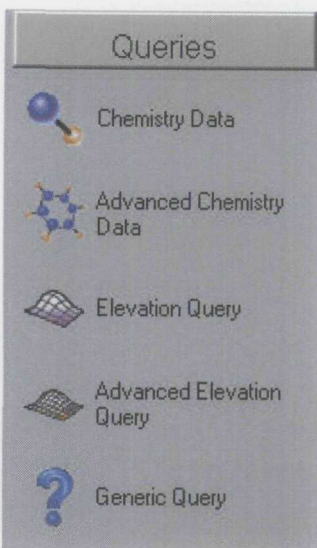 Queries
Chemistry Data
Advanced Chemistry
Data
Elevation Query
Advanced Elevation
Query
Generic Query